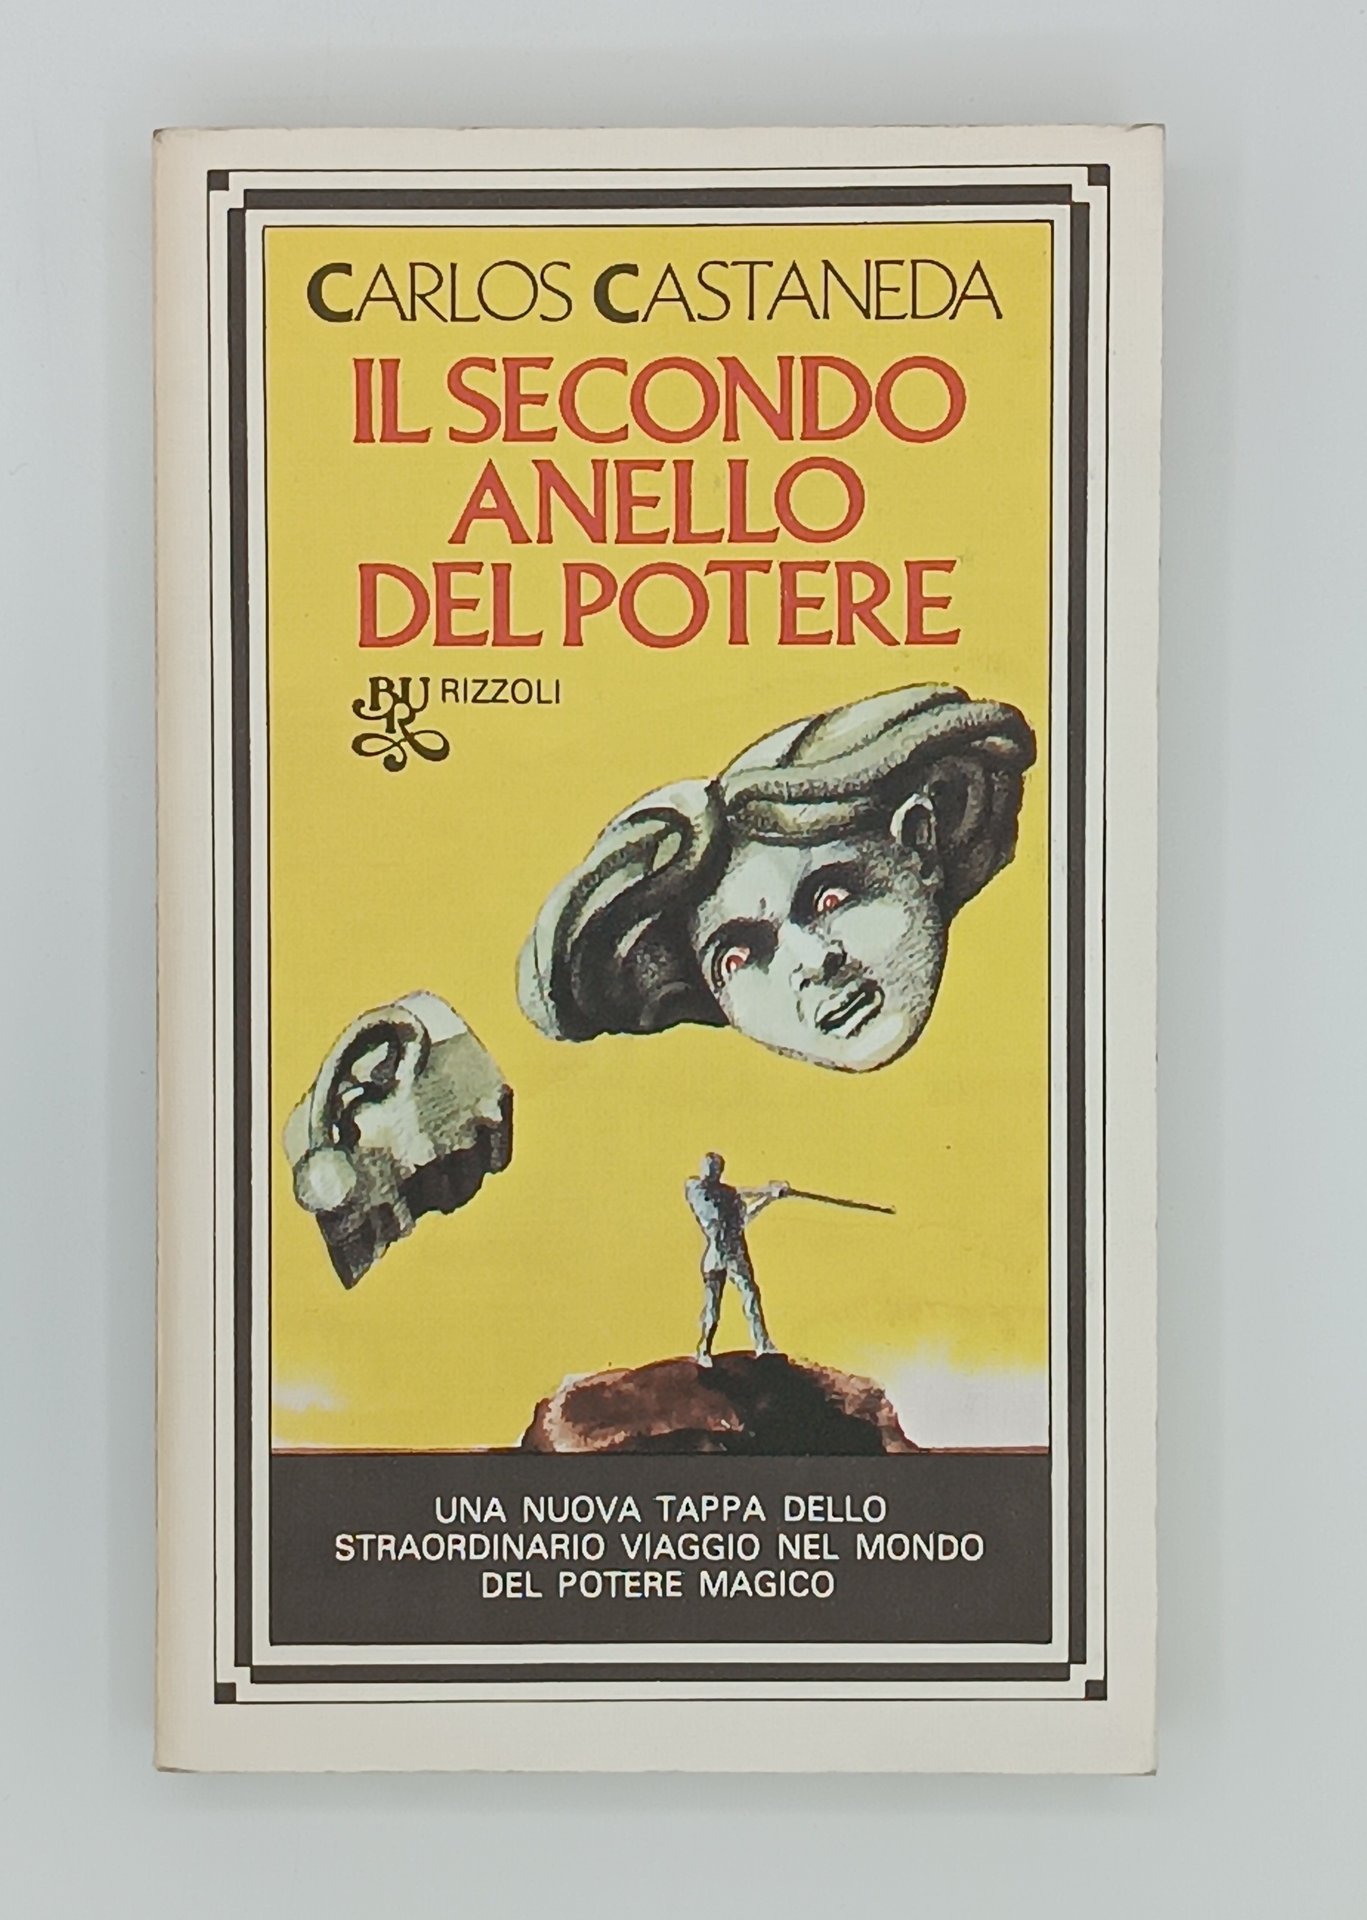 CARLOS CASTANEDA
IL SECONDO
ANELLO
DEL POTERE
BUR RIZZOLI
UNA NUOVA TAPPA DELLO
STRAORDINARIO VIAGGIO NEL MONDO
DEL POTERE MAGICO